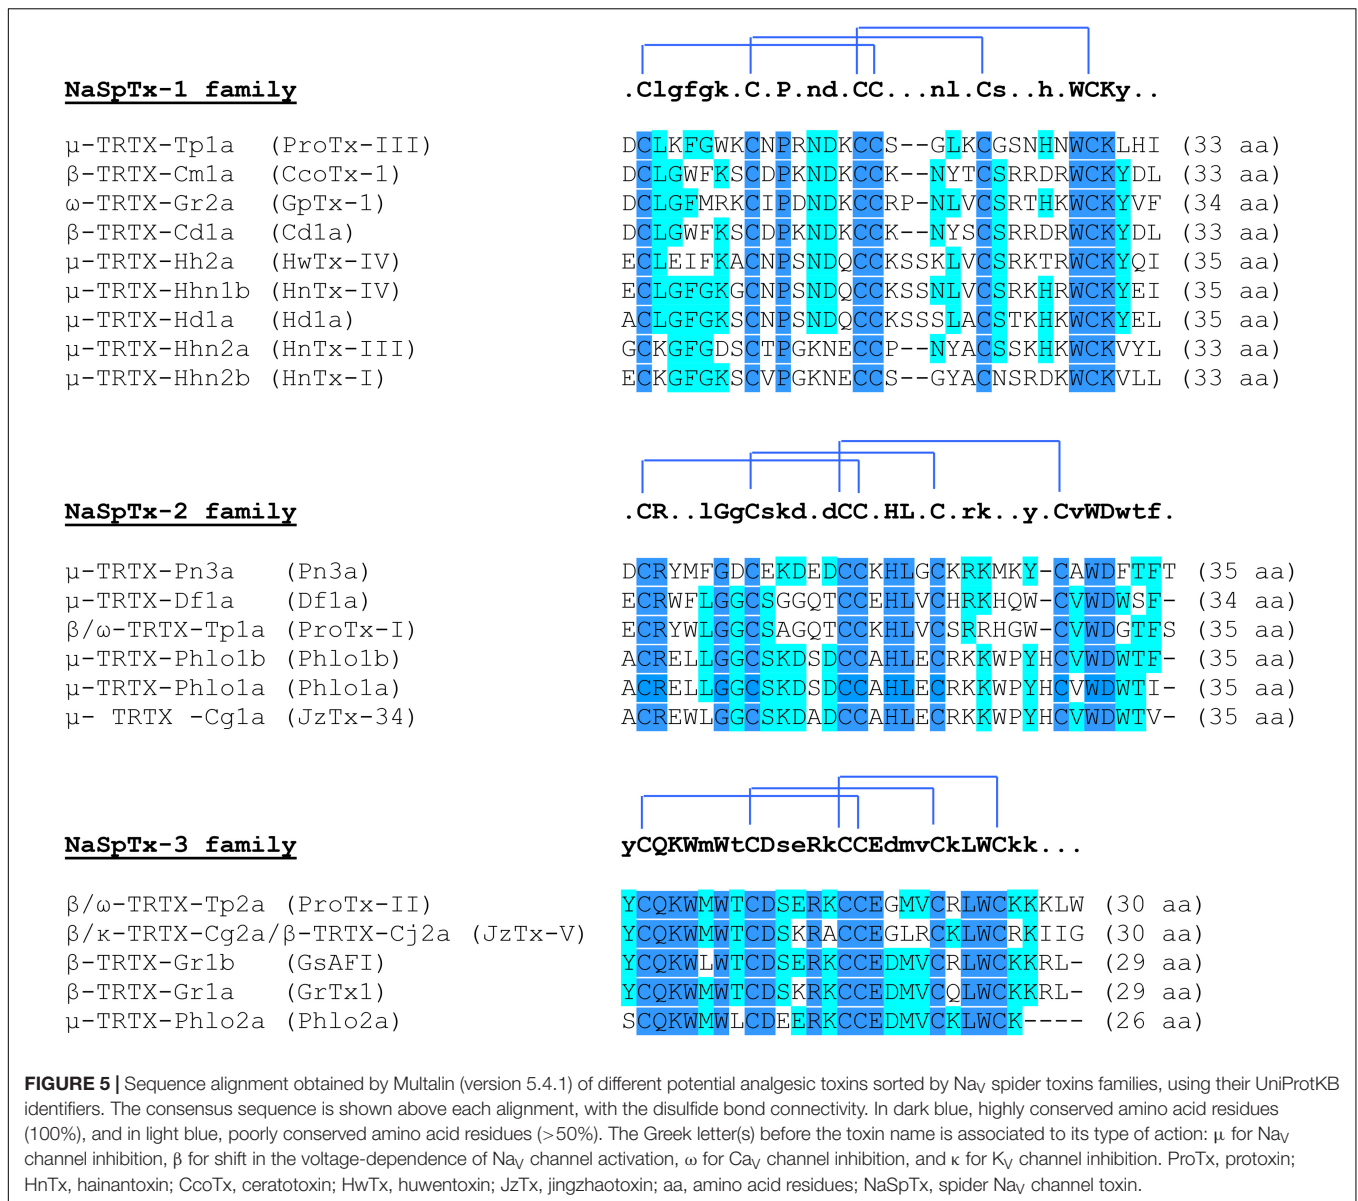 NaSpTx-1 family .Clgfgk.C.P.nd.CC...nl.Cs..h.WCKy..
μ-TRTX-Tp1a (ProTx-III) DCLKFGWKCNPRNDKCCS--GLKCGSNHNWCKLHI (33 aa)
β-TRTX-Cm1a (CcoTx-1) DCLGWFKSCDPKNDKCCK--NYTCSRRDRWCKYDL (33 aa)
ω-TRTX-Gr2a (GpTx-1) DCLGFMRKCIPDNDKCCRP-NLVCSRTHKWCKYVF (34 aa)
β-TRTX-Cd1a (Cd1a) DCLGWFKSCDPKNDKCCK--NYSCSRRDRWCKYDL (33 aa)
μ-TRTX-Hh2a (HwTx-IV) ECLEIFKACNPSNDQCCKSSKLVCSRKTRWCKYQI (35 aa)
μ-TRTX-Hhn1b (HnTx-IV) ECLGFGKGCNPSNDQCCKSSNLVCSRKHRWCKYEI (35 aa)
μ-TRTX-Hd1a (Hd1a) ACLGFGKSCNPSNDQCCKSSSLACSTKHKWCKYEL (35 aa)
μ-TRTX-Hhn2a (HnTx-III) GCKGFGDSCTPGKNECCP--NYACSSKHKWCKVYL (33 aa)
μ-TRTX-Hhn2b (HnTx-I) ECKGFGKSCVPGKNECCS--GYACNSRDKWCKVLL (33 aa)
NaSpTx-2 family .CR..lGgCskd.dCC.HL.C.rk..y.CvWDwtf.
μ-TRTX-Pn3a (Pn3a) DCRYMFGDCEKDEDCCKHLGCKRKMKY-CAWDFTFT (35 aa)
μ-TRTX-Df1a (Df1a) ECRWFLGGCSGGQTCCEHLVCHRKHQW-CVWDWSF- (34 aa)
β/ω-TRTX-Tp1a (ProTx-I) ECRYWLGGCSAGQTCCKHLVCSRRHGW-CVWDGTFS (35 aa)
μ-TRTX-Phlo1b (Phlo1b) ACRELLGGCSKDSDCCAHLECRKKWPYHCVWDWTF- (35 aa)
μ-TRTX-Phlo1a (Phlo1a) ACRELLGGCSKDSDCCAHLECRKKWPYHCVWDWTI- (35 aa)
μ- TRTX -Cg1a (JzTx-34) ACREWLGGCSKDADCCAHLECRKKWPYHCVWDWTV- (35 aa)
NaSpTx-3 family yCQKWmWtCDseRkCCEdmvCkLWCkk...
β/ω-TRTX-Tp2a (ProTx-II) YCQKWMWTCDSERKCCEGMVCRLWCKKKLW (30 aa)
β/κ-TRTX-Cg2a/β-TRTX-Cj2a (JzTx-V) YCQKWMWTCDSKRACCEGLRCKLWCRKIIG (30 aa)
β-TRTX-Gr1b (GsAFI) YCQKWLWTCDSERKCCEDMVCRLWCKKRL- (29 aa)
β-TRTX-Gr1a (GrTx1) YCQKWMWTCDSKRKCCEDMVCQLWCKKRL- (29 aa)
μ-TRTX-Phlo2a (Phlo2a) SCQKWMWLCDEERKCCEDMVCKLWCK---- (26 aa)
FIGURE 5 | Sequence alignment obtained by Multalin (version 5.4.1) of different potential analgesic toxins sorted by NaV spider toxins families, using their UniProtKB
identifiers. The consensus sequence is shown above each alignment, with the disulfide bond connectivity. In dark blue, highly conserved amino acid residues
(100%), and in light blue, poorly conserved amino acid residues (>50%). The Greek letter(s) before the toxin name is associated to its type of action: μ for NaV
channel inhibition, β for shift in the voltage-dependence of NaV channel activation, ω for CaV channel inhibition, and κ for KV channel inhibition. ProTx, protoxin;
HnTx, hainantoxin; CcoTx, ceratotoxin; HwTx, huwentoxin; JzTx, jingzhaotoxin; aa, amino acid residues; NaSpTx, spider NaV channel toxin.